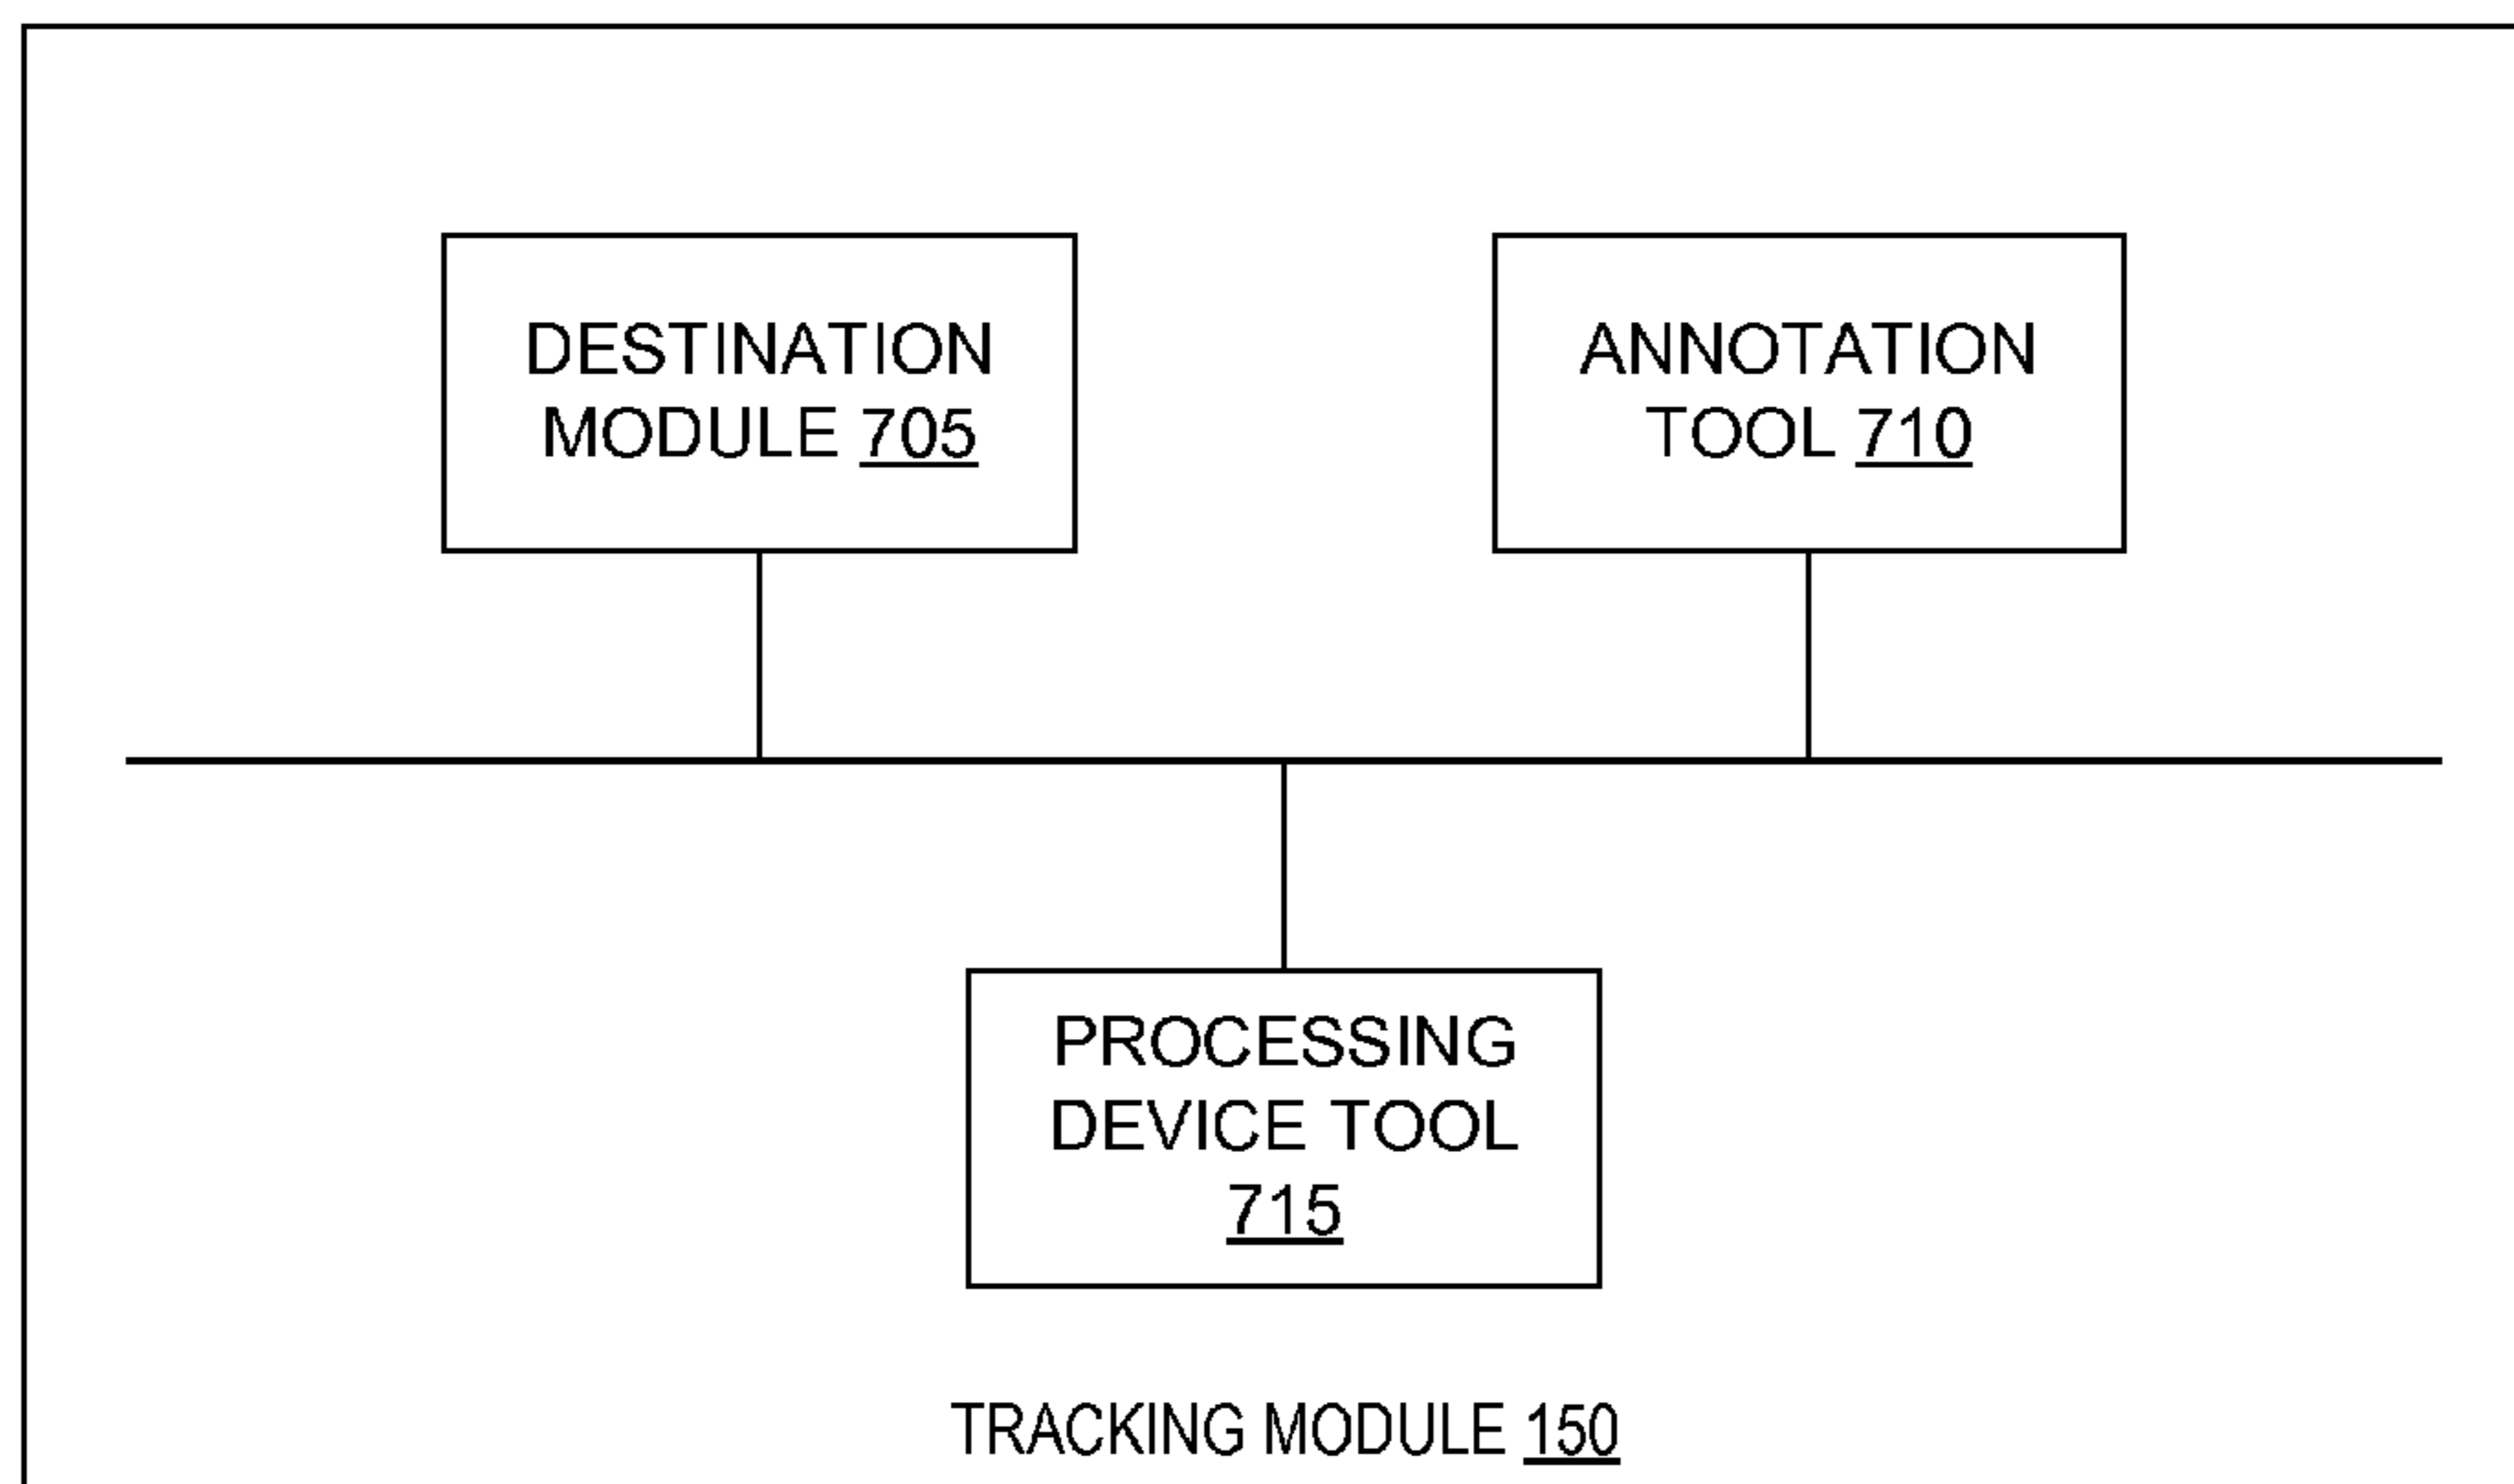 DESTINATION
MODULE 705
ANNOTATION
TOOL 710
PROCESSING
DEVICE TOOL
715
TRACKING MODULE 150